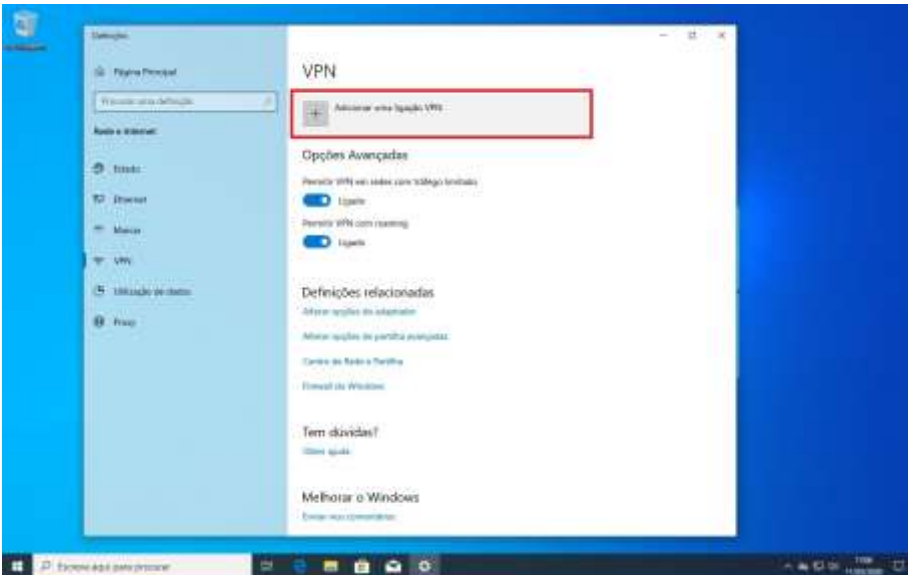 Definições
Página Principal
Procurar uma definição
Rede e Internet
Estado
Ethernet
Marcar
VPN
Utilização de dados
Proxy
VPN
Adicionar uma ligação VPN
Opções Avançadas
Permitir VPN em redes com tráfego limitado
Ligado
Permitir VPN com roaming
Ligado
Definições relacionadas
Alterar opções do adaptador
Alterar opções de partilha avançadas
Centro de Rede e Partilha
Firewall do Windows
Tem dúvidas?
Obter ajuda
Melhorar o Windows
Enviar-nos comentários
Escreva aqui para procurar